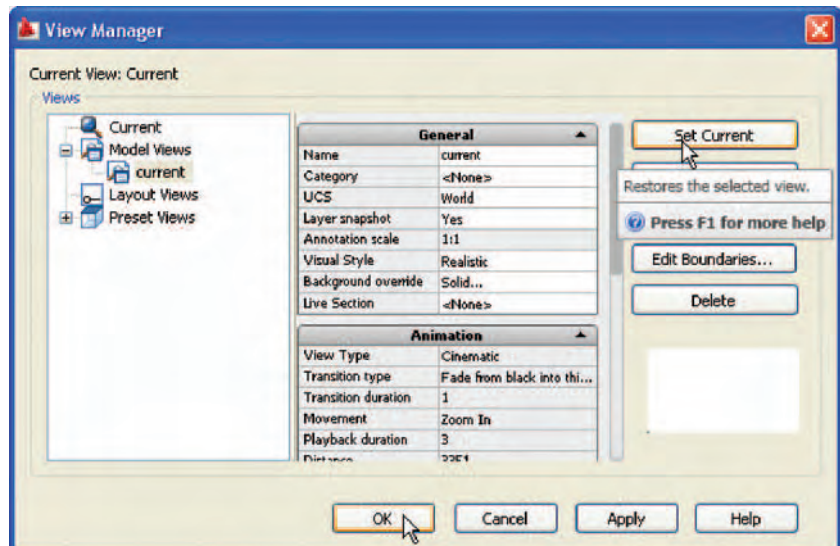 View Manager
Current View: Current
Views
Current
Model Views
current
Layout Views
Preset Views
General
Name current
Category <None>
UCS World
Layer snapshot Yes
Annotation scale 1:1
Visual Style Realistic
Background override Solid...
Live Section <None>
Animation
View Type Cinematic
Transition type Fade from black into thi...
Transition duration 1
Movement Zoom In
Playback duration 3
Distance
Set Current
Restores the selected view.
Press F1 for more help
Edit Boundaries...
Delete
OK Cancel Apply Help